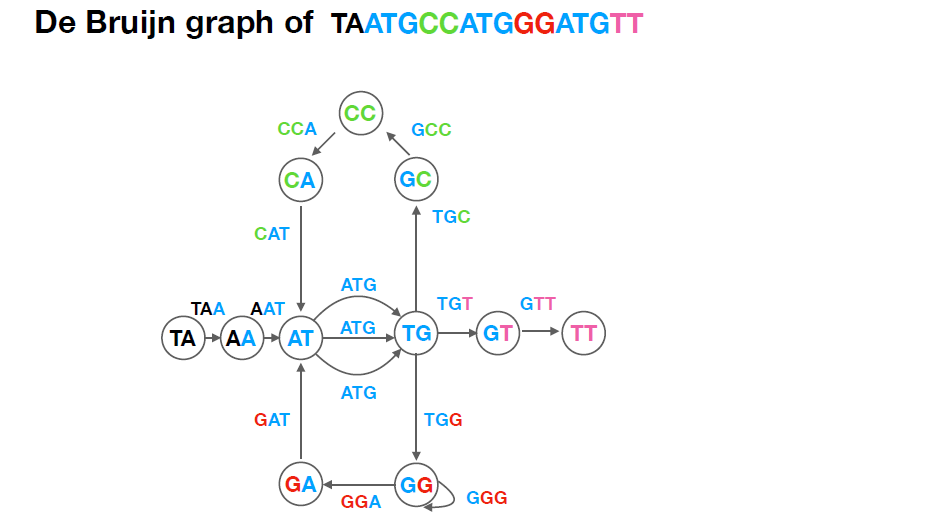 De Bruijn graph of TAATGCCATGGGATGTT
CC
CCA GCC
CA GC
TGC
CAT
ATG
TAA AAT TGT GTT
ATG
TA AA AT TG GT TT
ATG
GAT TGG
GA GG
GGA GGG